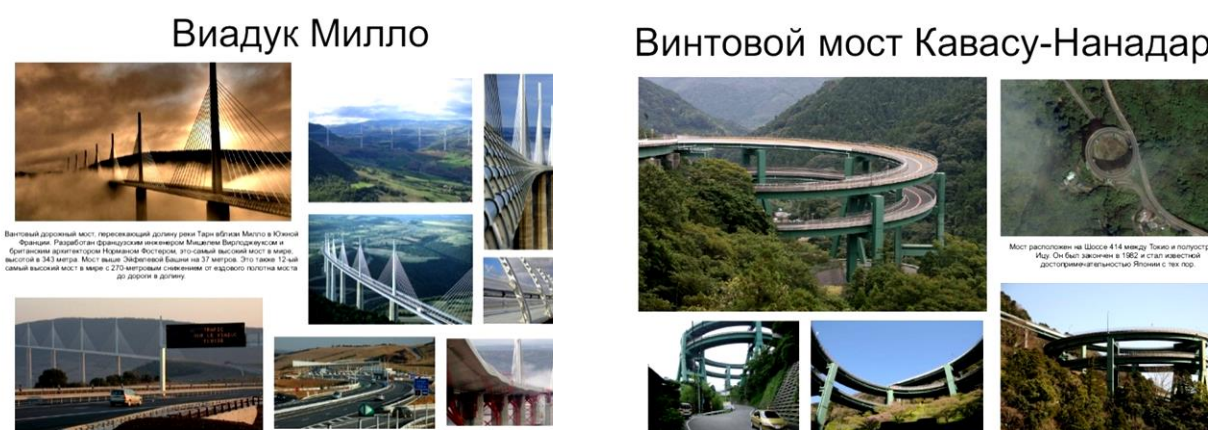 Виадук Милло
Вантовый дорожный мост, пересекающий долину реки Тарн вблизи Милло в Южной
Франции. Разработан французским инженером Мишелем Вирлоджеуксом и
британским архитектором Норманом Фостером, это-самый высокий мост в мире,
высотой в 343 метра. Мост выше Эйфелевой Башни на 37 метров. Это также 12-ый
самый высокий мост в мире с 270-метровым снижением от ездового полотна моста
до дороги в долину.
Винтовой мост Кавасу-Нанадар
Мост расположен на Шоссе 414 между Токио и полуостр
Ицу. Он был закончен в 1982 и стал известной
достопримечательностью Японии с тех пор.